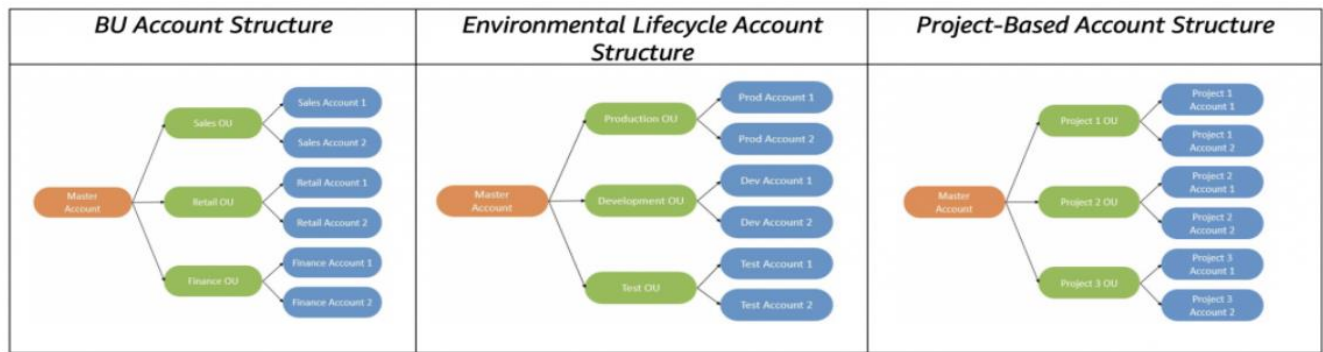 BU Account Structure
Environmental Lifecycle Account
Structure
Project-Based Account Structure
Master
Account
Sales OU
Sales Account 1
Sales Account 2
Retail OU
Retail Account 1
Retail Account 2
Finance OU
Finance Account 1
Finance Account 2
Master
Account
Production OU
Prod Account 1
Prod Account 2
Development OU
Dev Account 1
Dev Account 2
Test OU
Test Account 1
Test Account 2
Master
Account
Project 1 OU
Project 1
Account 1
Project 1
Account 2
Project 2 OU
Project 2
Account 1
Project 2
Account 2
Project 3 OU
Project 3
Account 1
Project 3
Account 2